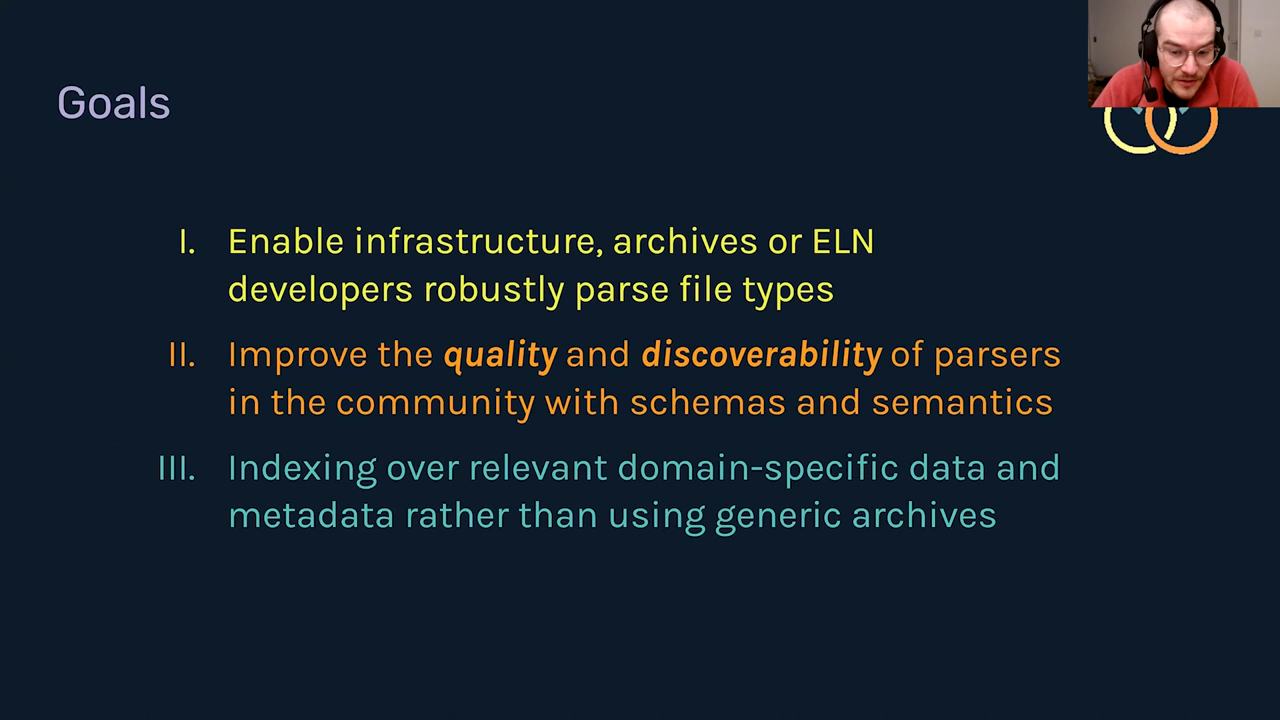 Goals
I. Enable infrastructure, archives or ELN
developers robustly parse file types
II. Improve the quality and discoverability of parsers
in the community with schemas and semantics
III. Indexing over relevant domain-specific data and
metadata rather than using generic archives